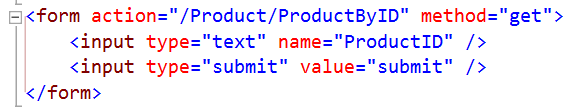 <form action="/Product/ProductByID" method="get">
<input type="text" name="ProductID" />
<input type="submit" value="submit" />
</form>